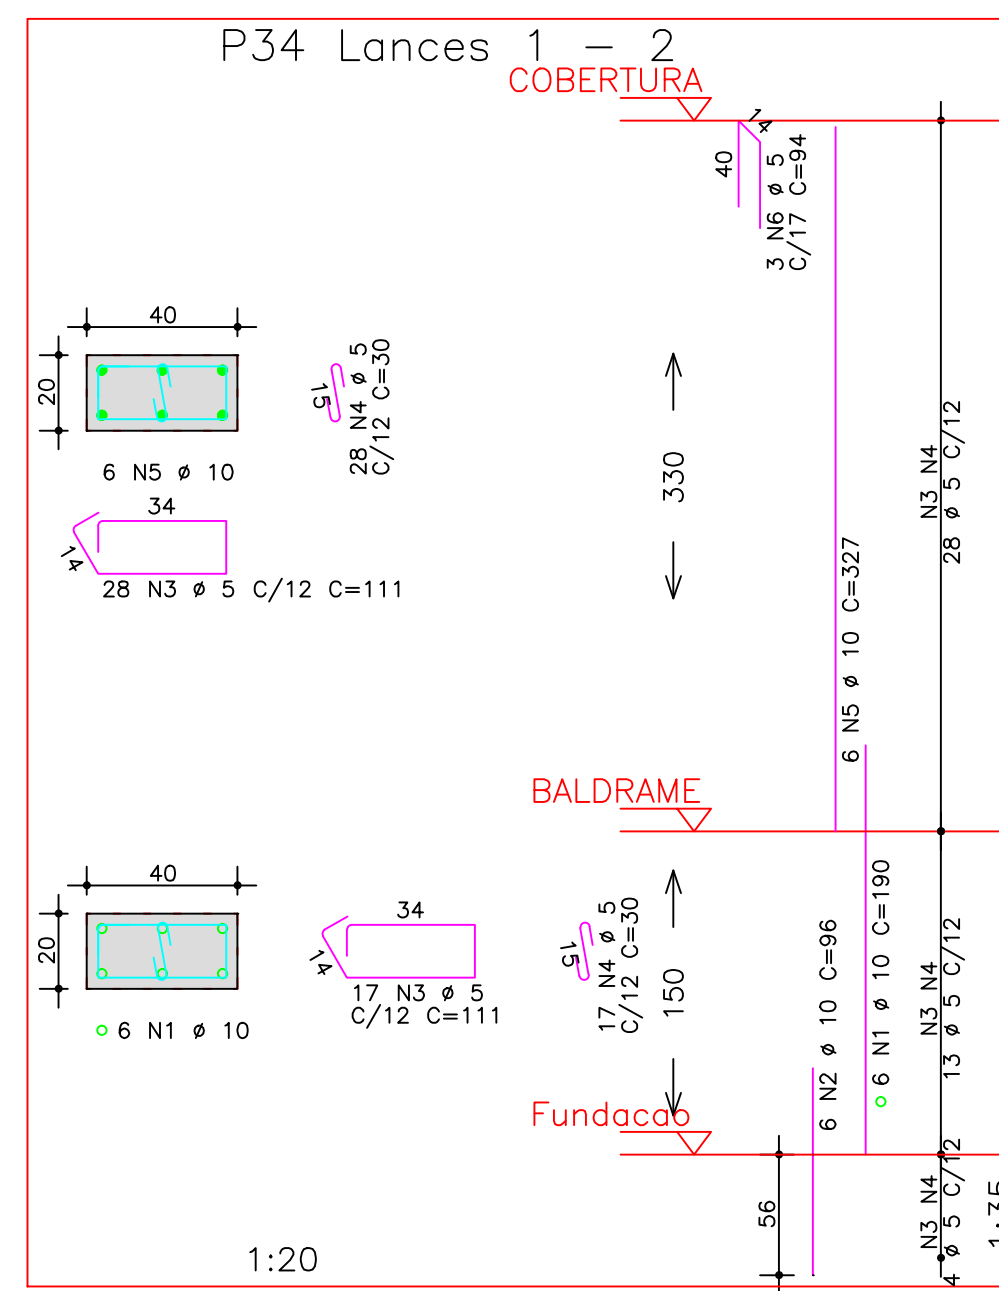 P34 Lances 1 - 2
COBERTURA
14
40
3 N6 ø 5
C/17 C=94
40
20
6 N5 ø 10
15
28 N4 ø 5
C/12 C=30
34
14
28 N3 ø 5 C/12 C=111
330
N3 N4
28 ø 5 C/12
6 N5 ø 10 C=327
BALDRAME
40
20
6 N1 ø 10
34
14
17 N3 ø 5
C/12 C=111
15
17 N4 ø 5
C/12 C=30
150
6 N2 ø 10 C=96
6 N1 ø 10 C=190
N3 N4
13 ø 5 C/12
Fundacao
56
N3 N4
4 ø 5 C/12
1:35
1:20